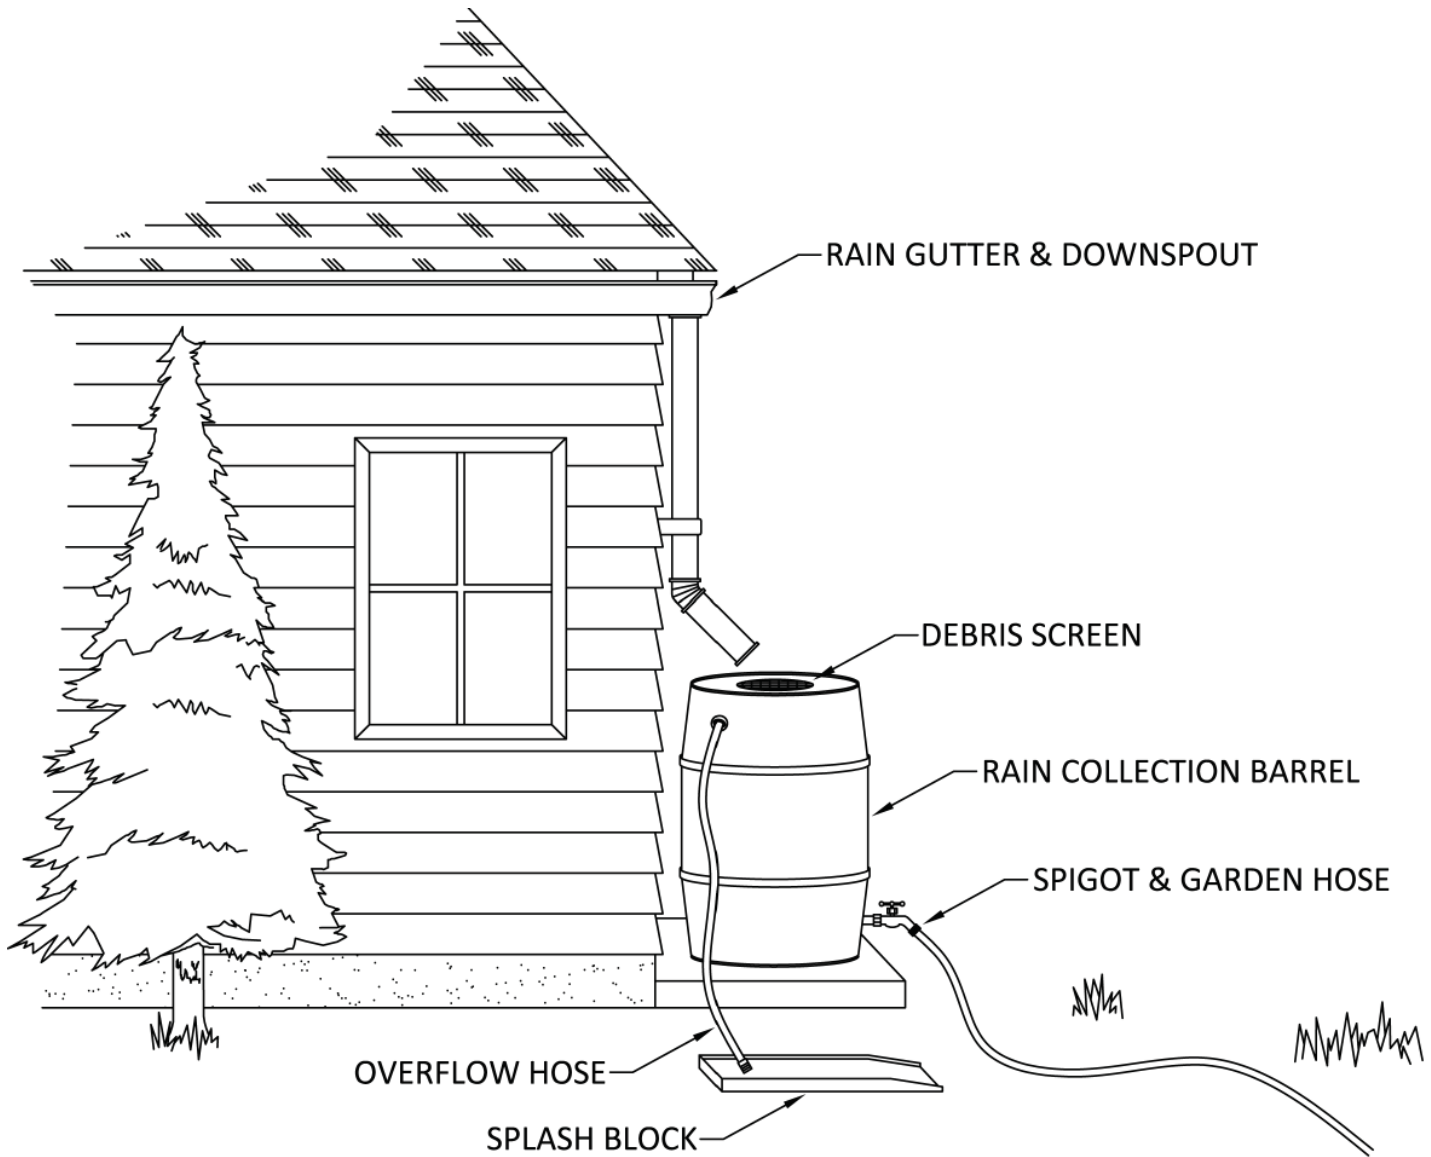 RAIN GUTTER & DOWNSPOUT
DEBRIS SCREEN
RAIN COLLECTION BARREL
SPIGOT & GARDEN HOSE
OVERFLOW HOSE
SPLASH BLOCK